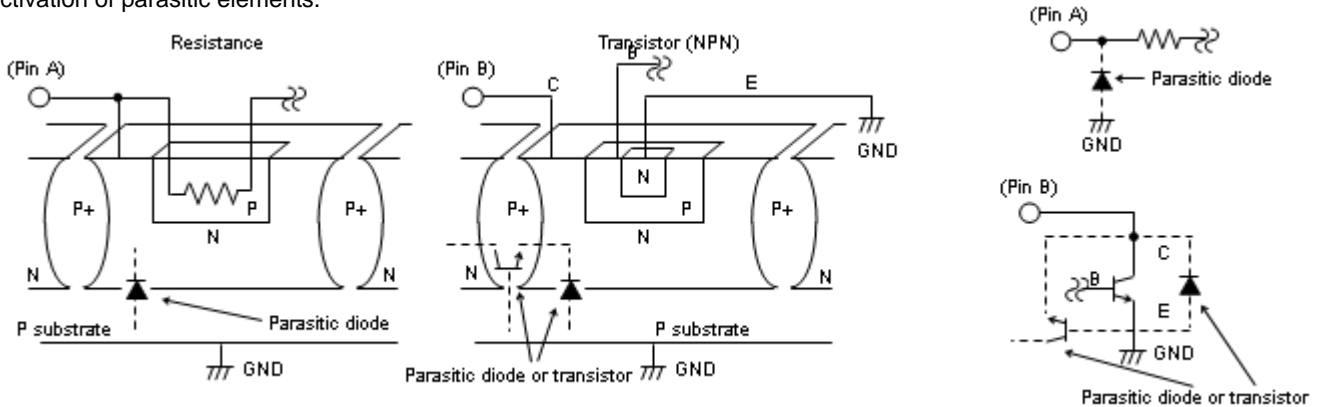 ctivation of parasitic elements.
Resistance
(Pin A)
P+
P
P+
N
N
N
Parasitic diode
P substrate
GND
Transistor (NPN)
(Pin B)
C
B
E
GND
N
P+
P
P+
N
N
N
P substrate
GND
Parasitic diode or transistor
(Pin A)
Parasitic diode
GND
(Pin B)
C
B
E
GND
Parasitic diode or transistor